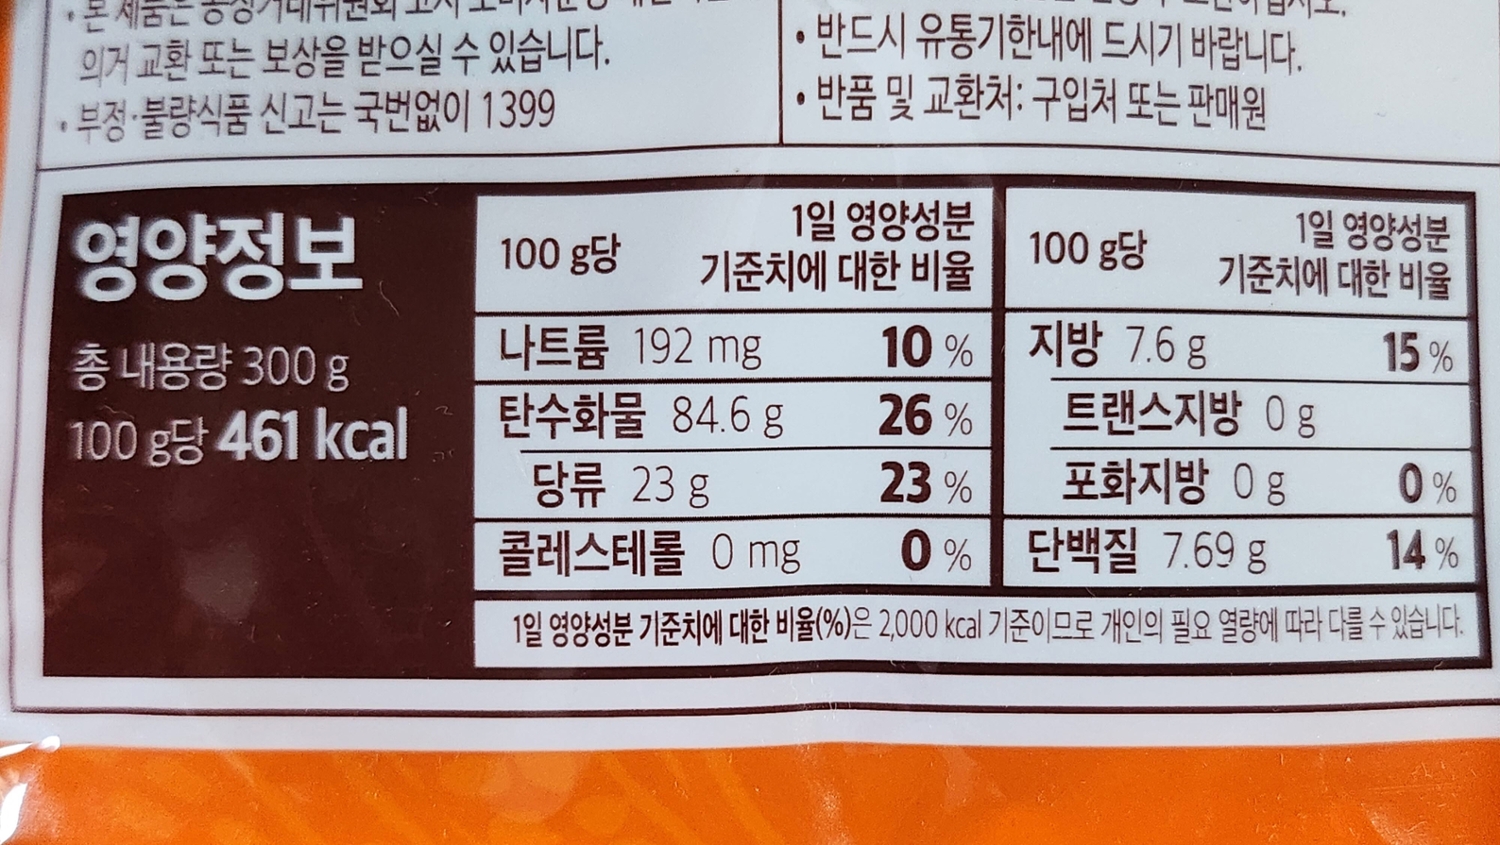 의거 교환 또는 보상을 받으실 수 있습니다.
• 부정·불량식품 신고는 국번없이 1399
• 반드시 유통기한내에 드시기 바랍니다.
• 반품 및 교환처: 구입처 또는 판매원
영양정보
총 내용량 300 g
100 g당 461 kcal
100 g당 1일 영양성분 기준치에 대한 비율
나트륨 192 mg 10 %
탄수화물 84.6 g 26 %
당류 23 g 23 %
콜레스테롤 0 mg 0 %
100 g당 1일 영양성분 기준치에 대한 비율
지방 7.6 g 15 %
트랜스지방 0 g
포화지방 0 g 0 %
단백질 7.69 g 14 %
1일 영양성분 기준치에 대한 비율(%)은 2,000 kcal 기준이므로 개인의 필요 열량에 따라 다를 수 있습니다.